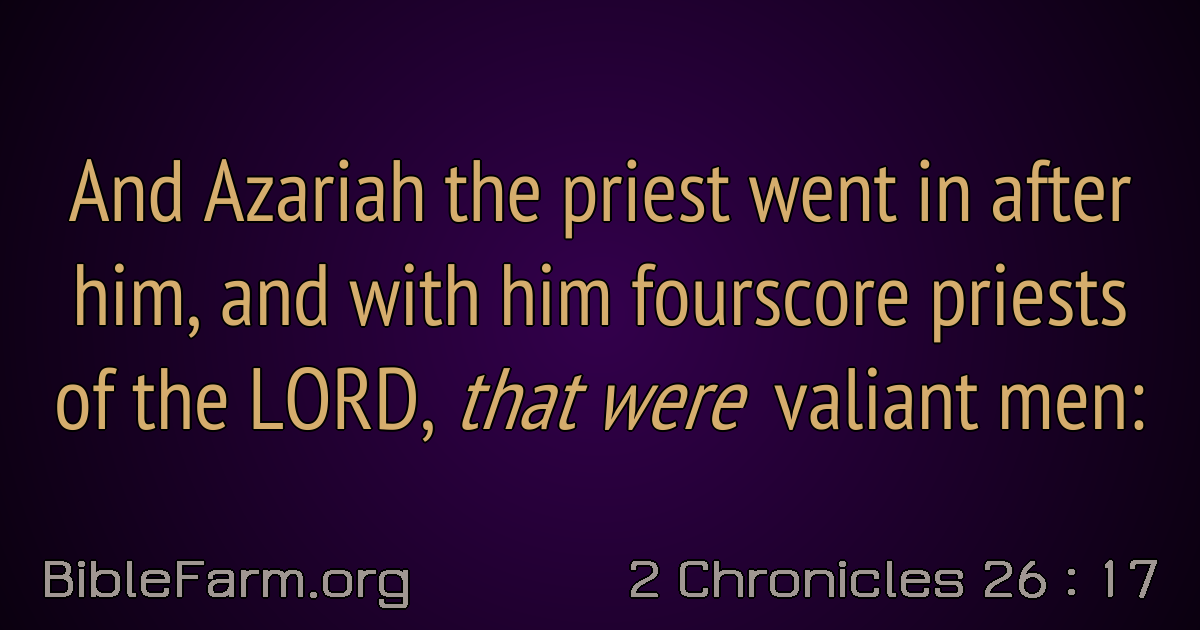 And Azariah the priest went in after
him, and with him fourscore priests
of the LORD, that were valiant men:
BibleFarm.org
2 Chronicles 26 : 17